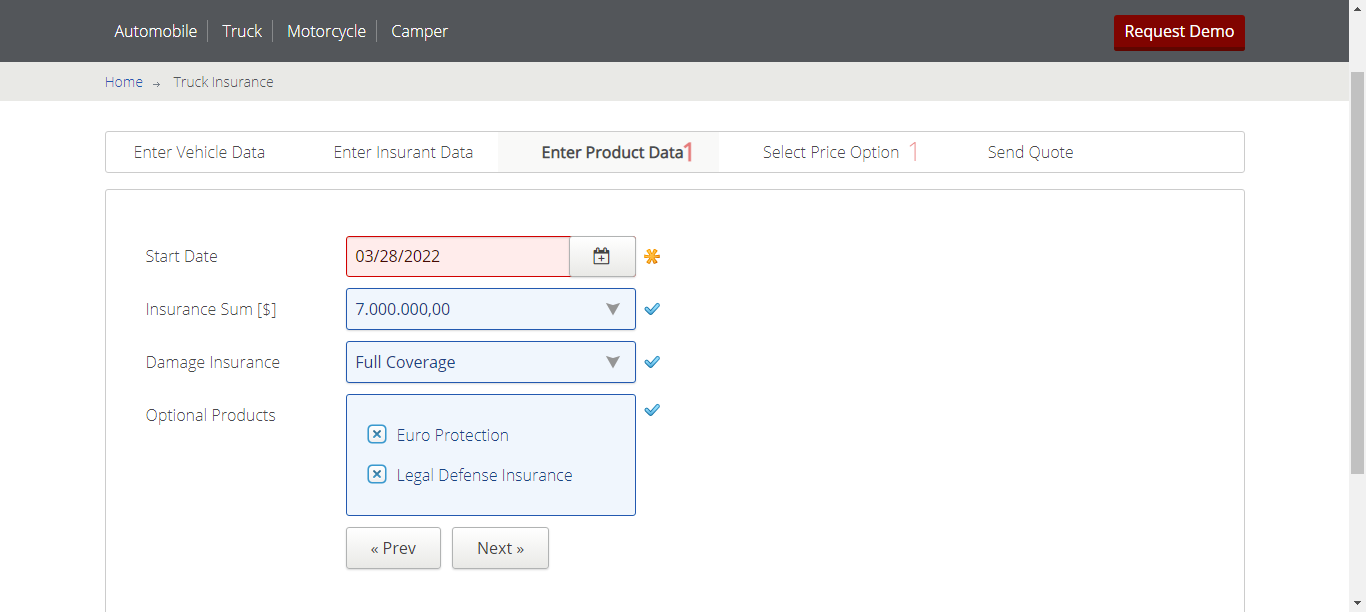 Automobile Truck Motorcycle Camper Request Demo
Home → Truck Insurance
Enter Vehicle Data Enter Insurant Data Enter Product Data 1 Select Price Option 1 Send Quote
Start Date 03/28/2022
Insurance Sum [$] 7.000.000,00
Damage Insurance Full Coverage
Optional Products
Euro Protection
Legal Defense Insurance
« Prev Next »